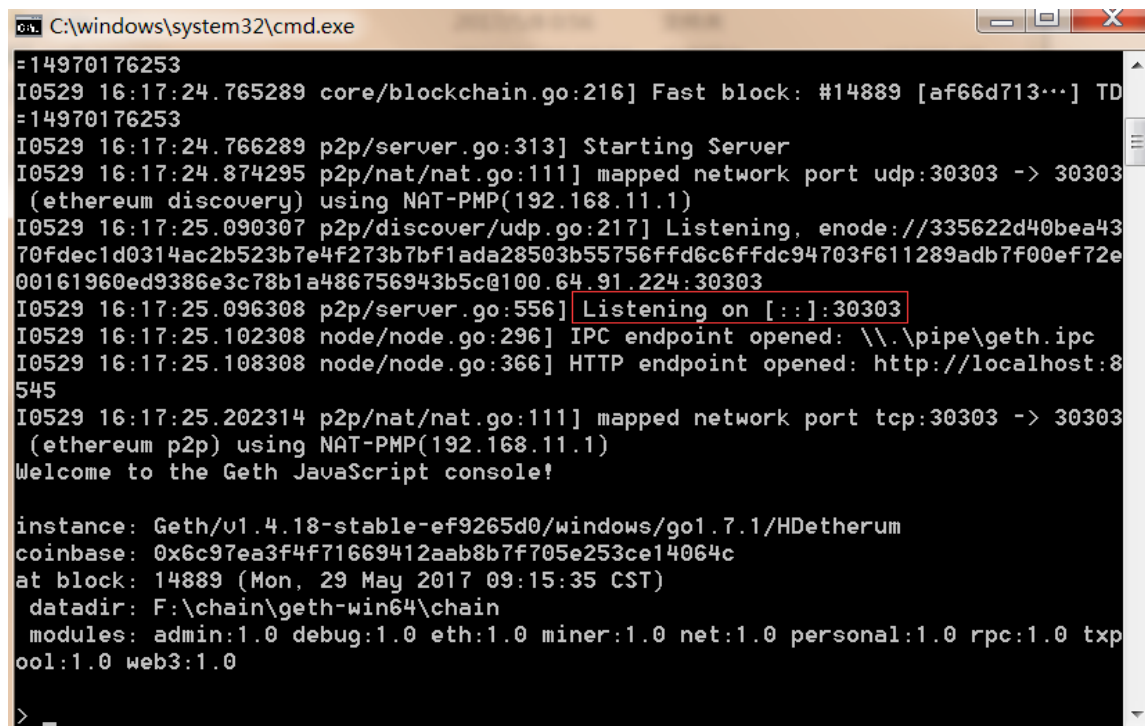 C:\windows\system32\cmd.exe
=14970176253
I0529 16:17:24.765289 core/blockchain.go:216] Fast block: #14889 [af66d713…] TD
=14970176253
I0529 16:17:24.766289 p2p/server.go:313] Starting Server
I0529 16:17:24.874295 p2p/nat/nat.go:111] mapped network port udp:30303 -> 30303
(ethereum discovery) using NAT-PMP(192.168.11.1)
I0529 16:17:25.090307 p2p/discover/udp.go:217] Listening, enode://335622d40bea43
70fdec1d0314ac2b523b7e4f273b7bf1ada28503b55756ffd6c6ffdc94703f611289adb7f00ef72e
00161960ed9386e3c78b1a486756943b5c@100.64.91.224:30303
I0529 16:17:25.096308 p2p/server.go:556] Listening on [::]:30303
I0529 16:17:25.102308 node/node.go:296] IPC endpoint opened: \\.\pipe\geth.ipc
I0529 16:17:25.108308 node/node.go:366] HTTP endpoint opened: http://localhost:8
545
I0529 16:17:25.202314 p2p/nat/nat.go:111] mapped network port tcp:30303 -> 30303
(ethereum p2p) using NAT-PMP(192.168.11.1)
Welcome to the Geth JavaScript console!
instance: Geth/v1.4.18-stable-ef9265d0/windows/go1.7.1/HDetherum
coinbase: 0x6c97ea3f4f71669412aab8b7f705e253ce14064c
at block: 14889 (Mon, 29 May 2017 09:15:35 CST)
datadir: F:\chain\geth-win64\chain
modules: admin:1.0 debug:1.0 eth:1.0 miner:1.0 net:1.0 personal:1.0 rpc:1.0 txp
ool:1.0 web3:1.0
> _